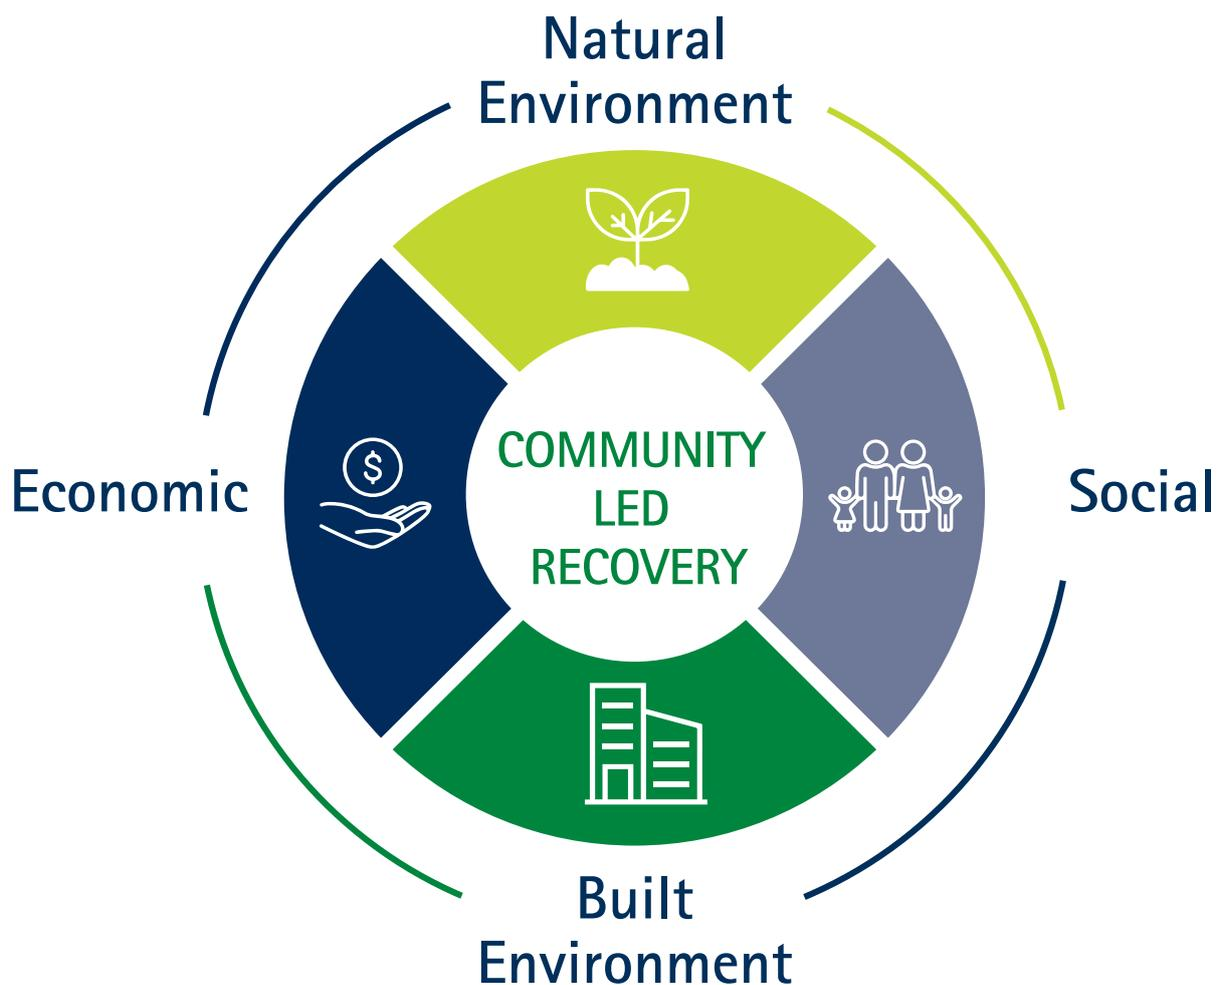 Natural
Environment
Economic
$
COMMUNITY
LED
RECOVERY
Social
Built
Environment